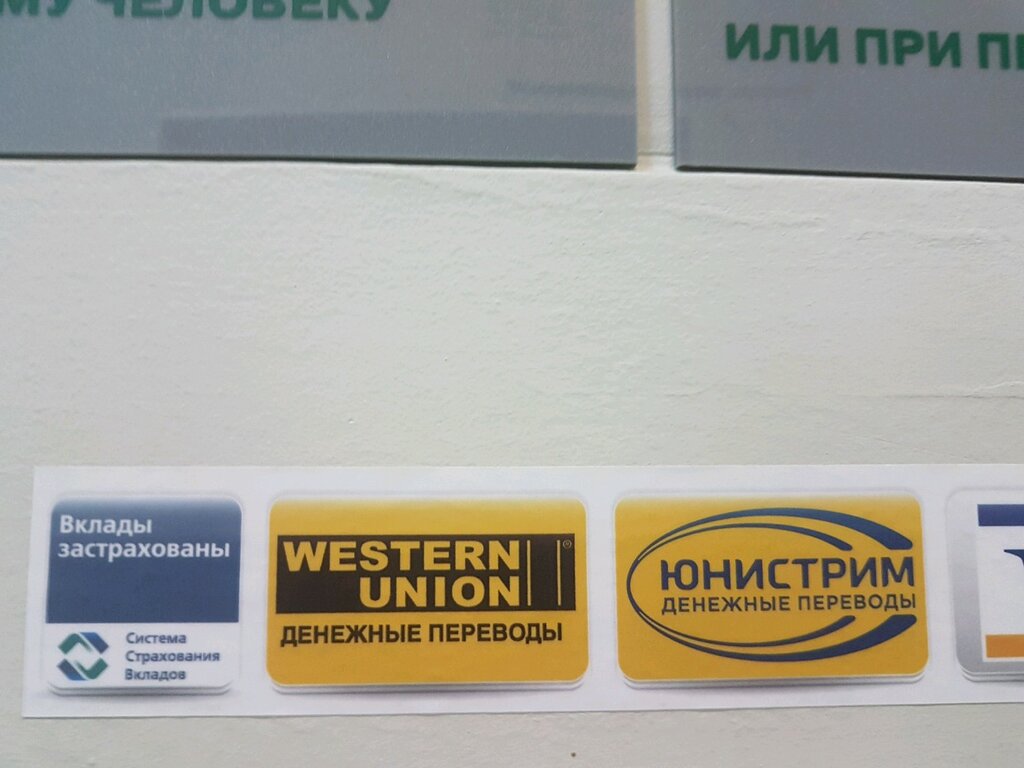 МУ ЧЕЛОВЕКУ
ИЛИ ПРИ
Вклады
застрахованы
Система
Страхования
Вкладов
WESTERN
UNION
ДЕНЕЖНЫЕ ПЕРЕВОДЫ
ЮНИСТРИМ
ДЕНЕЖНЫЕ ПЕРЕВОДЫ